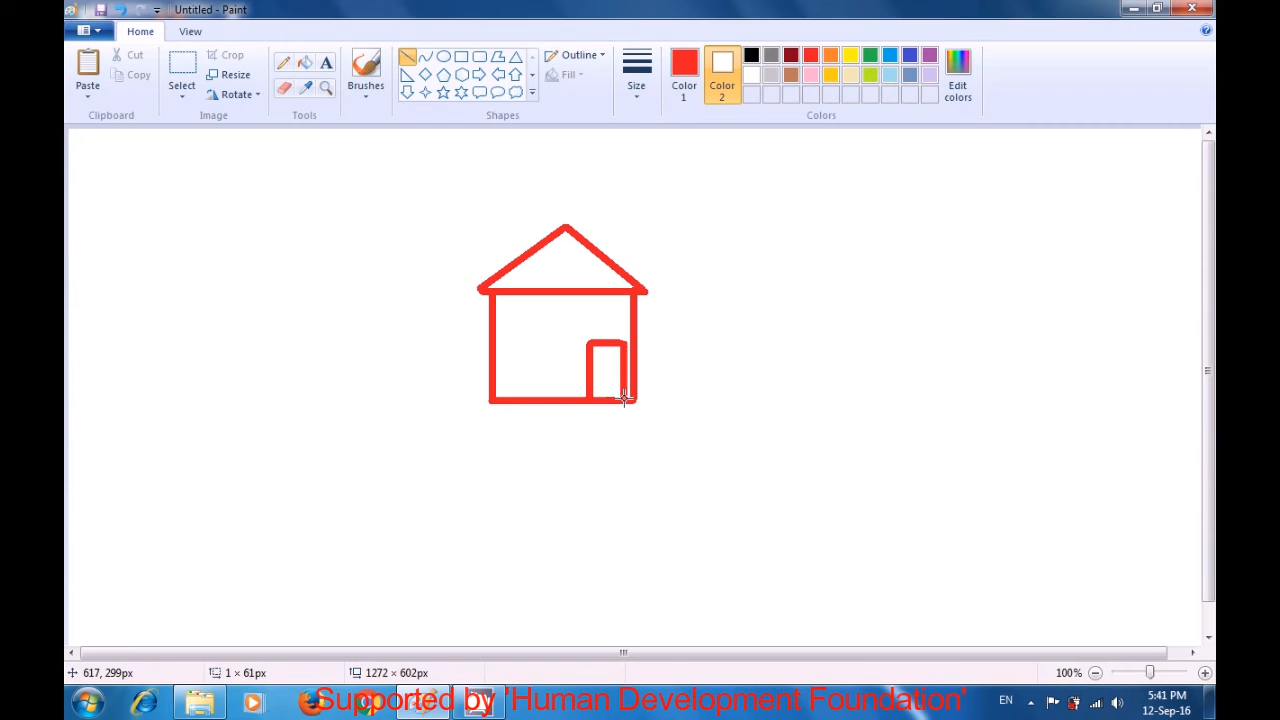 Untitled - Paint
Home
View
Paste
Cut
Copy
Clipboard
Select
Crop
Resize
Rotate
Image
A
Tools
Brushes
Outline
Fill
Shapes
Size
Color 1
Color 2
Edit colors
Colors
617, 299px
1 × 61px
1272 × 602px
100%
Supported by 'Human Development Foundation'
EN
5:41 PM
12-Sep-16